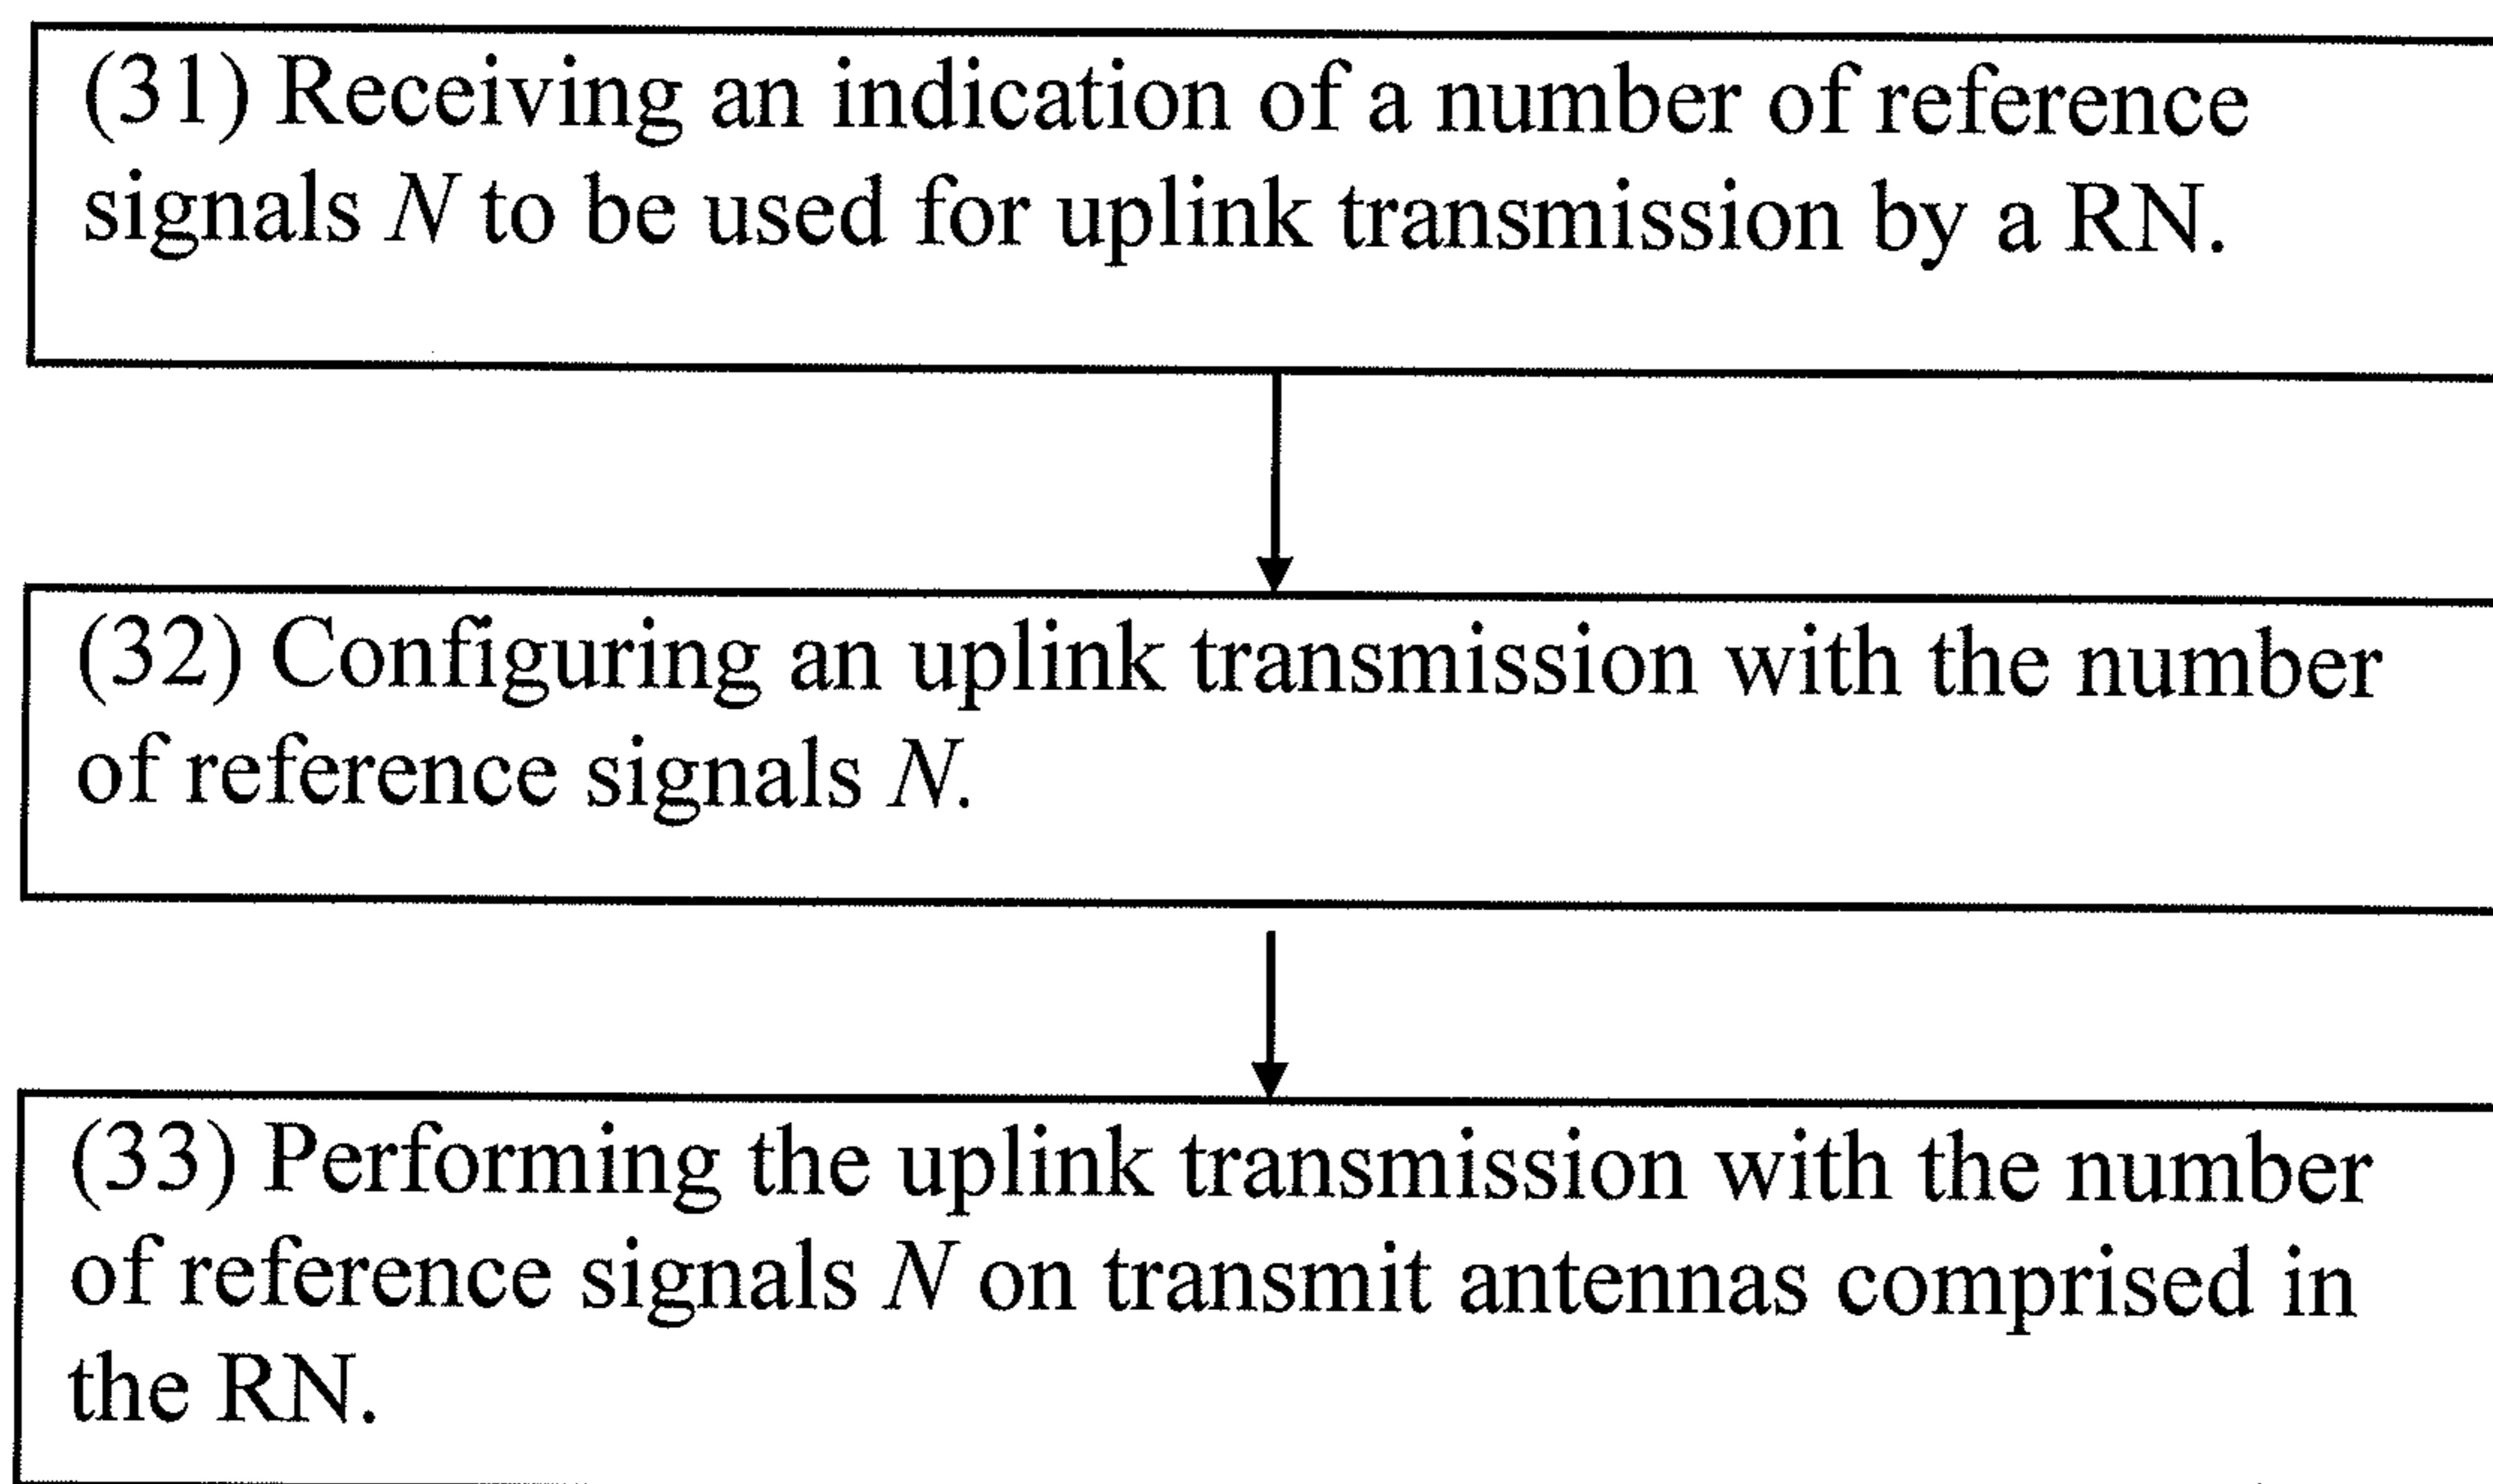 (31) Receiving an indication of a number of reference
signals N to be used for uplink transmission by a RN.
(32) Configuring an uplink transmission with the number
of reference signals N.
(33) Performing the uplink transmission with the number
of reference signals N on transmit antennas comprised in
the RN.